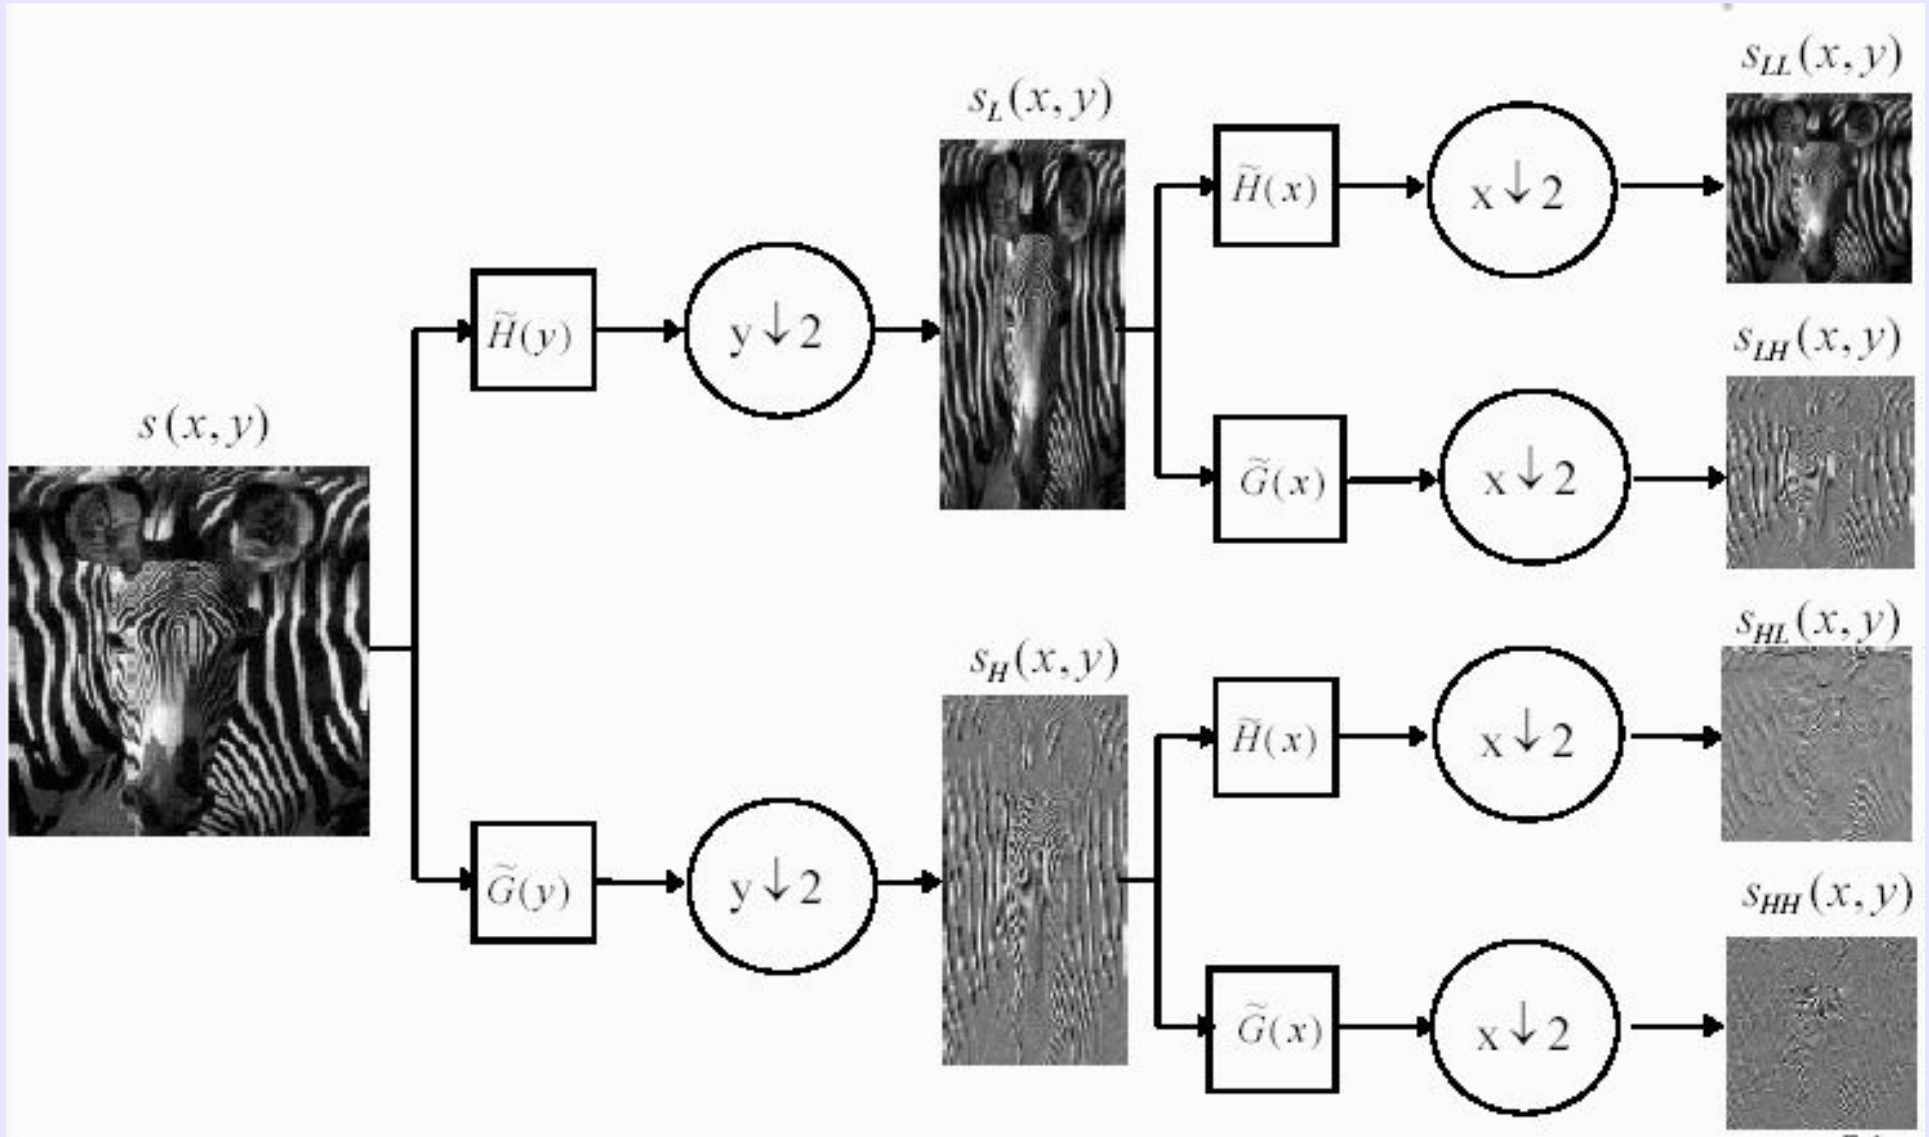 s(x, y)
H̃(y)
y↓2
s_L(x, y)
H̃(x)
x↓2
s_LL(x, y)
G̃(x)
x↓2
s_LH(x, y)
G̃(y)
y↓2
s_H(x, y)
H̃(x)
x↓2
s_HL(x, y)
G̃(x)
x↓2
s_HH(x, y)